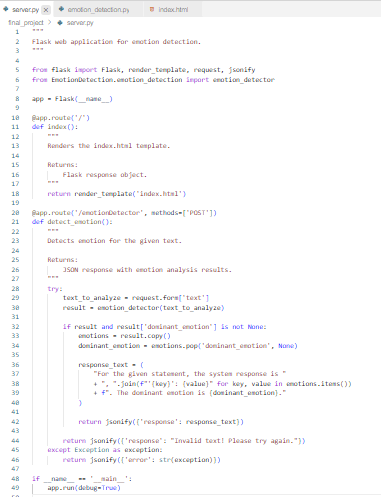 server.py
emotion_detection.py
index.html
final_project > server.py
1 """
2 Flask web application for emotion detection.
3 """
4
5 from flask import Flask, render_template, request, jsonify
6 from EmotionDetection.emotion_detection import emotion_detector
7
8 app = Flask(__name__)
9
10 @app.route('/')
11 def index():
12     """
13     Renders the index.html template.
14
15     Returns:
16         Flask response object.
17     """
18     return render_template('index.html')
19
20 @app.route('/emotionDetector', methods=['POST'])
21 def detect_emotion():
22     """
23     Detects emotion for the given text.
24
25     Returns:
26         JSON response with emotion analysis results.
27     """
28     try:
29         text_to_analyze = request.form['text']
30         result = emotion_detector(text_to_analyze)
31
32         if result and result['dominant_emotion'] is not None:
33             emotions = result.copy()
34             dominant_emotion = emotions.pop('dominant_emotion', None)
35
36             response_text = (
37                 "For the given statement, the system response is "
38                 + ", ".join(f"'{key}': {value}" for key, value in emotions.items())
39                 + f". The dominant emotion is {dominant_emotion}."
40             )
41
42             return jsonify({'response': response_text})
43
44         return jsonify({'response': "Invalid text! Please try again."})
45     except Exception as exception:
46         return jsonify({'error': str(exception)})
47
48 if __name__ == '__main__':
49     app.run(debug=True)
50